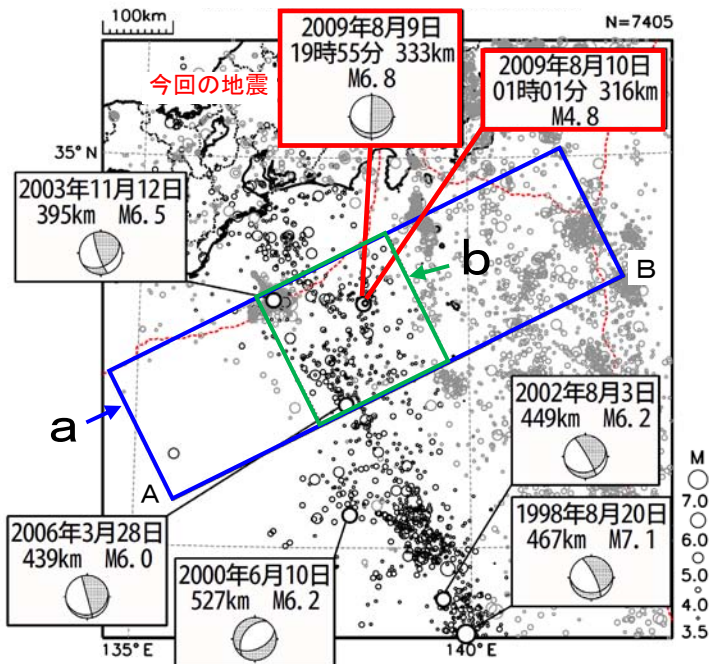 100km
N=7405
2009年8月9日
19時55分 333km
M6.8
今回の地震
2009年8月10日
01時01分 316km
M4.8
35°N
2003年11月12日
395km M6.5
b
B
a
A
2002年8月3日
449km M6.2
M
7.0
6.0
5.0
4.0
3.5
1998年8月20日
467km M7.1
2006年3月28日
439km M6.0
2000年6月10日
527km M6.2
135°E
140°E